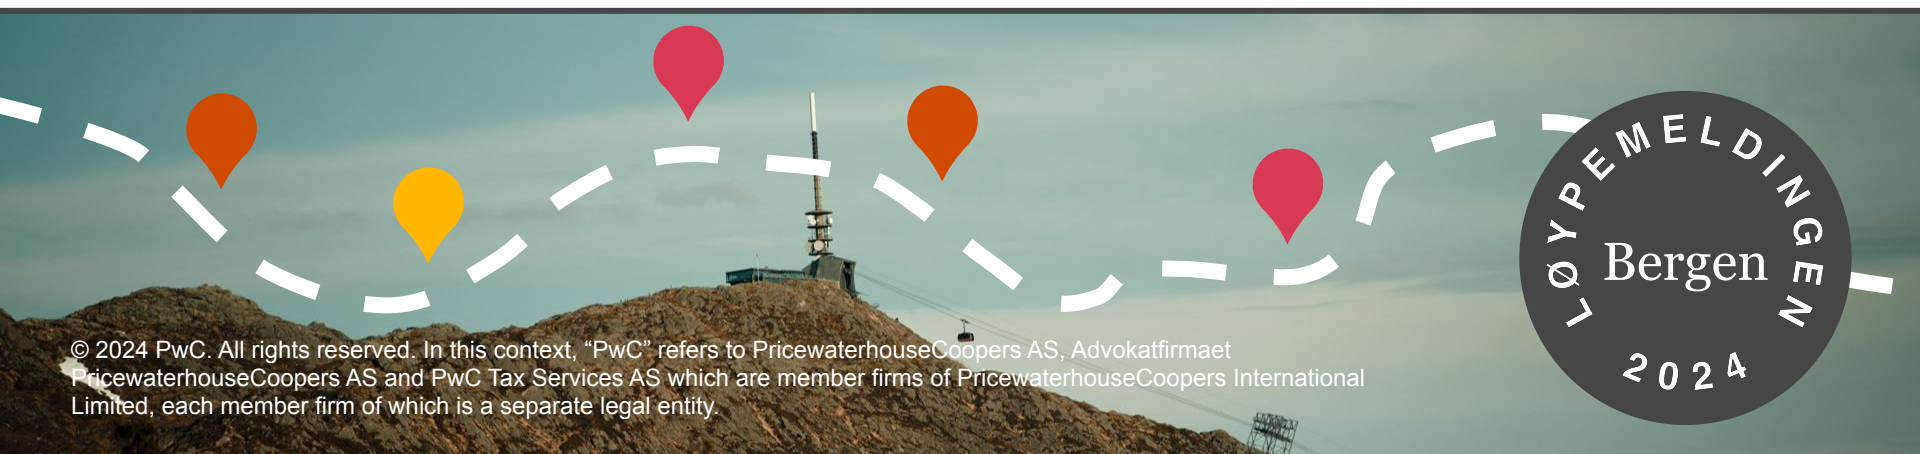 LØYPEMELDINGEN
Bergen
2024
© 2024 PwC. All rights reserved. In this context, “PwC” refers to PricewaterhouseCoopers AS, Advokatfirmaet
PricewaterhouseCoopers AS and PwC Tax Services AS which are member firms of PricewaterhouseCoopers International
Limited, each member firm of which is a separate legal entity.